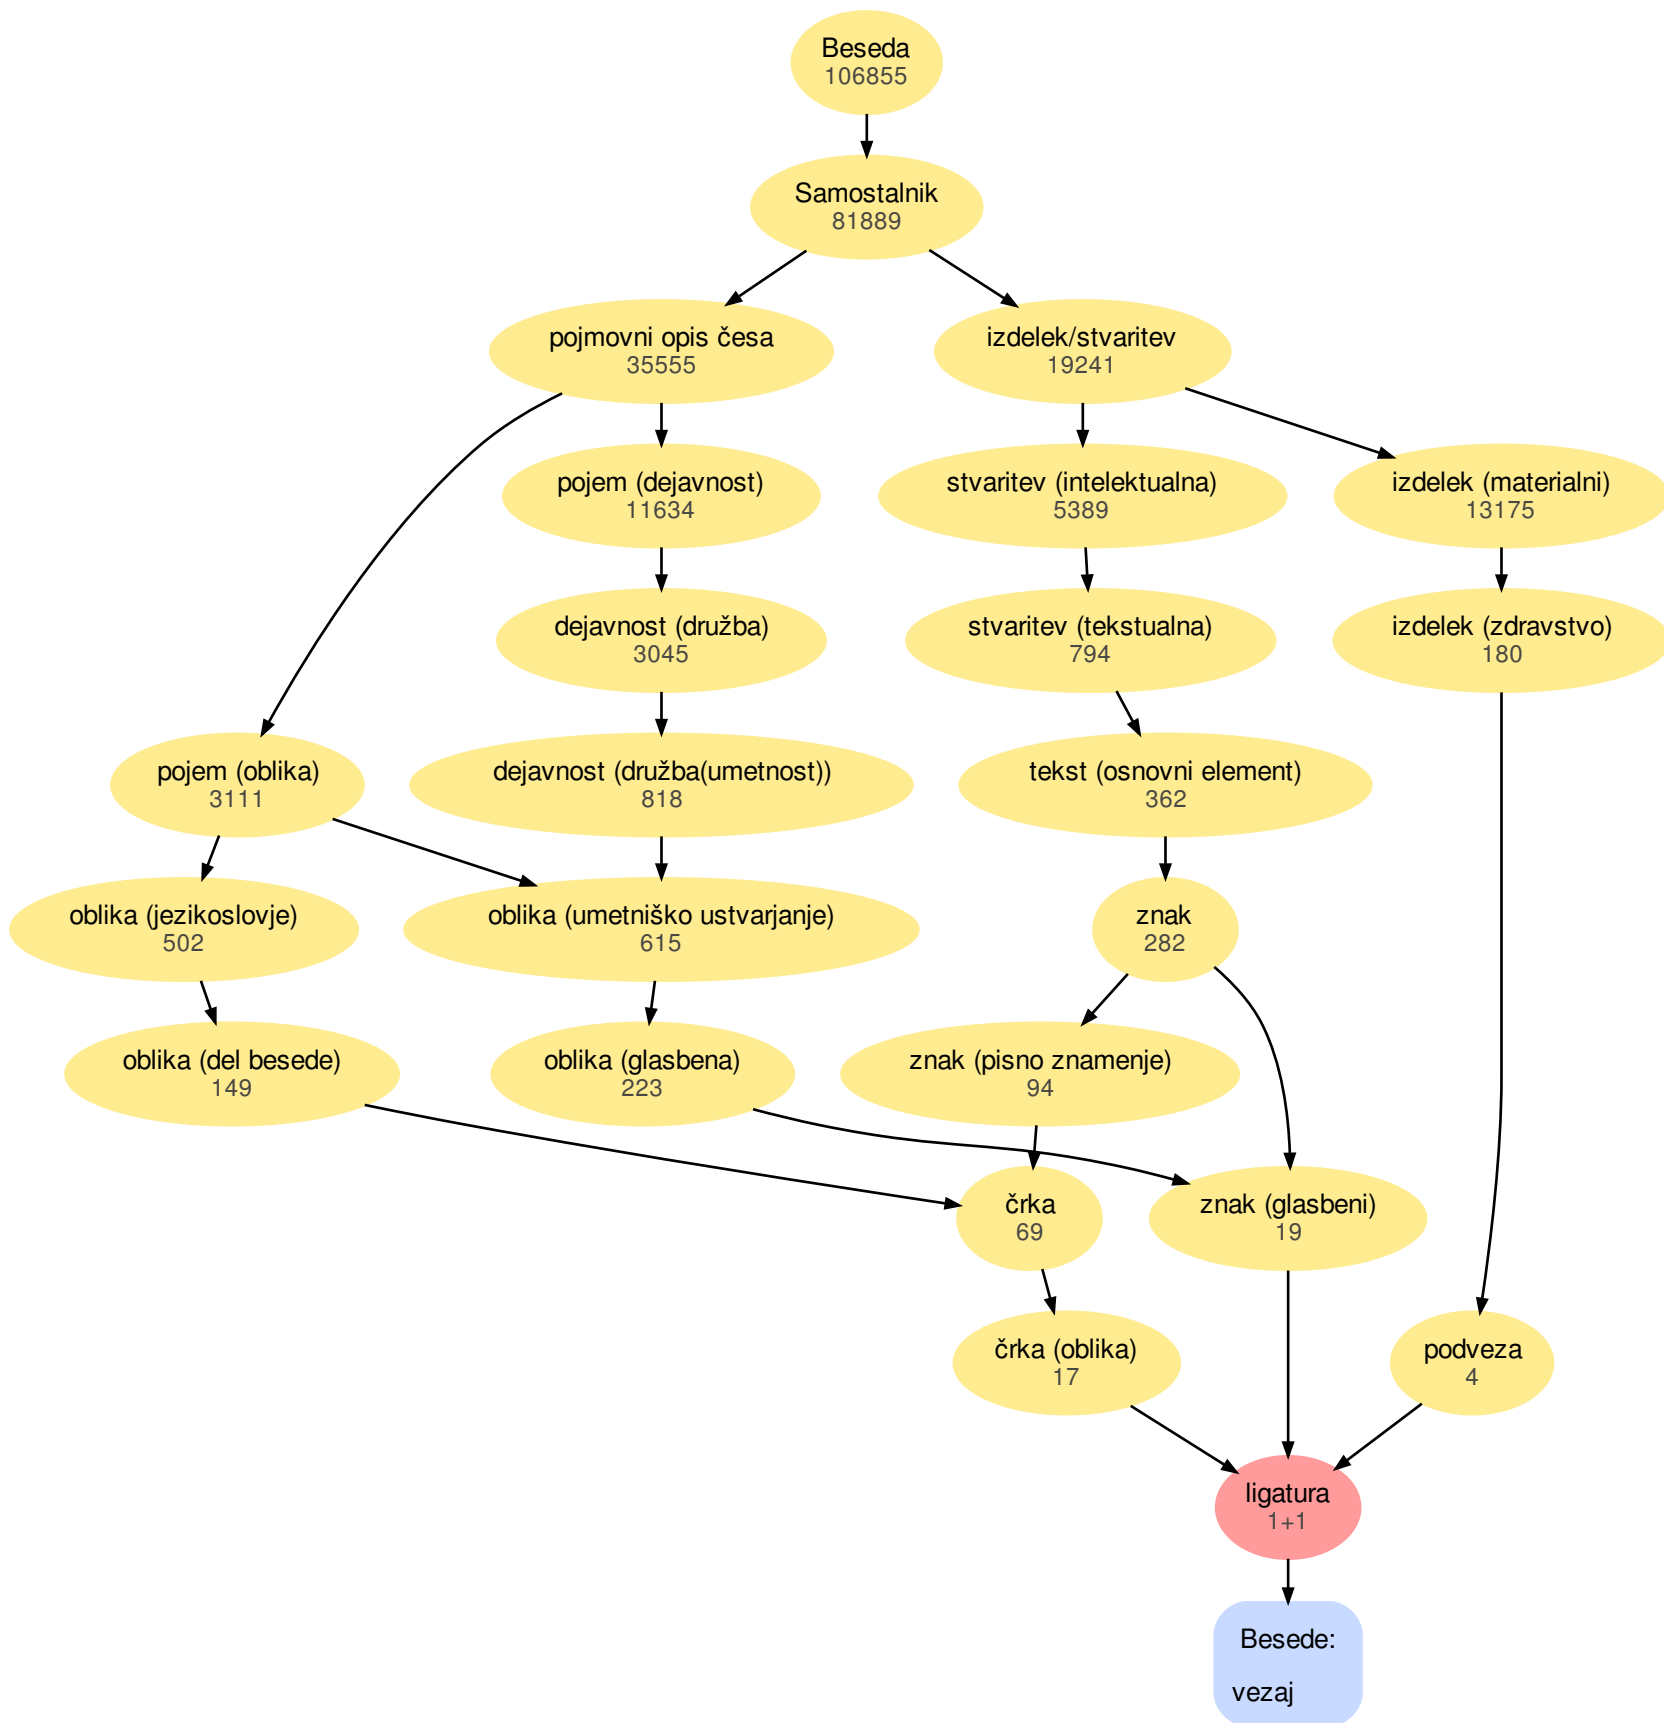 Beseda
106855
Samostalnik
81889
pojmovni opis česa
35555
izdelek/stvaritev
19241
pojem (dejavnost)
11634
stvaritev (intelektualna)
5389
izdelek (materialni)
13175
dejavnost (družba)
3045
stvaritev (tekstualna)
794
izdelek (zdravstvo)
180
pojem (oblika)
3111
dejavnost (družba(umetnost))
818
tekst (osnovni element)
362
oblika (jezikoslovje)
502
oblika (umetniško ustvarjanje)
615
znak
282
oblika (del besede)
149
oblika (glasbena)
223
znak (pisno znamenje)
94
črka
69
znak (glasbeni)
19
črka (oblika)
17
podveza
4
ligatura
1+1
Besede:
vezaj